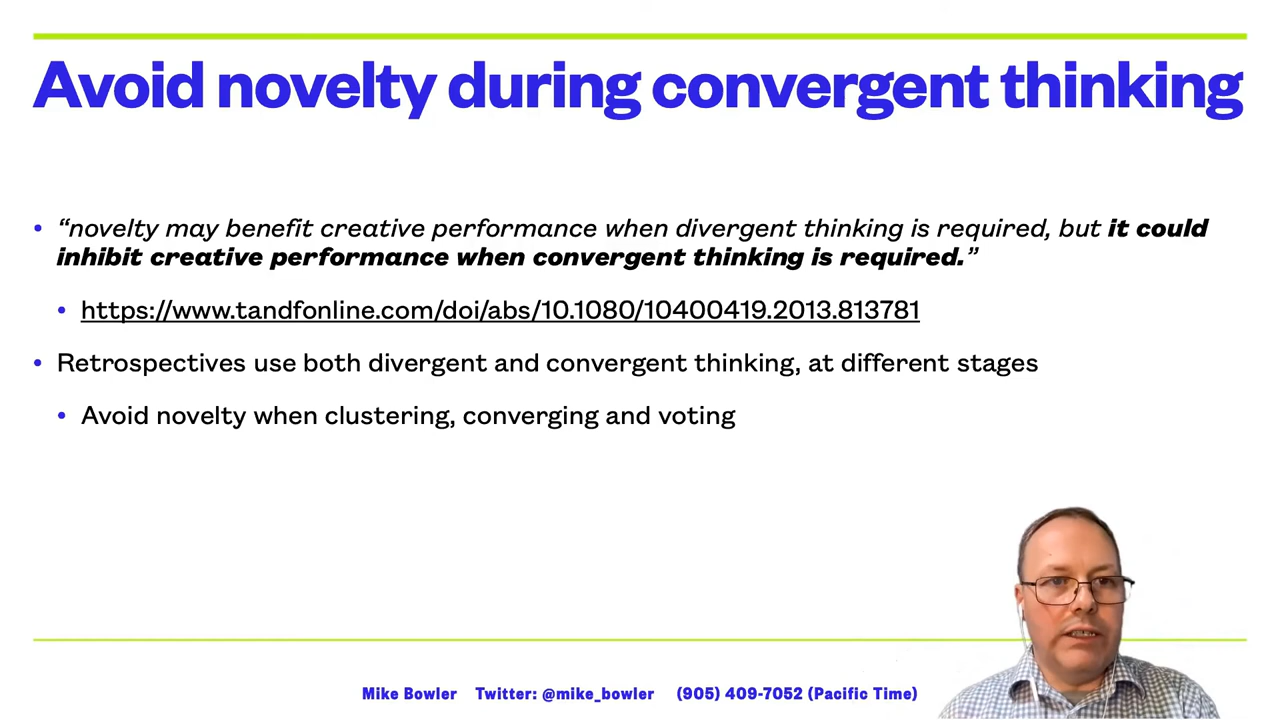 Avoid novelty during convergent thinking
• “novelty may benefit creative performance when divergent thinking is required, but it could
inhibit creative performance when convergent thinking is required.”
• https://www.tandfonline.com/doi/abs/10.1080/10400419.2013.813781
• Retrospectives use both divergent and convergent thinking, at different stages
• Avoid novelty when clustering, converging and voting
Mike Bowler Twitter: @mike_bowler (905) 409-7052 (Pacific Time)